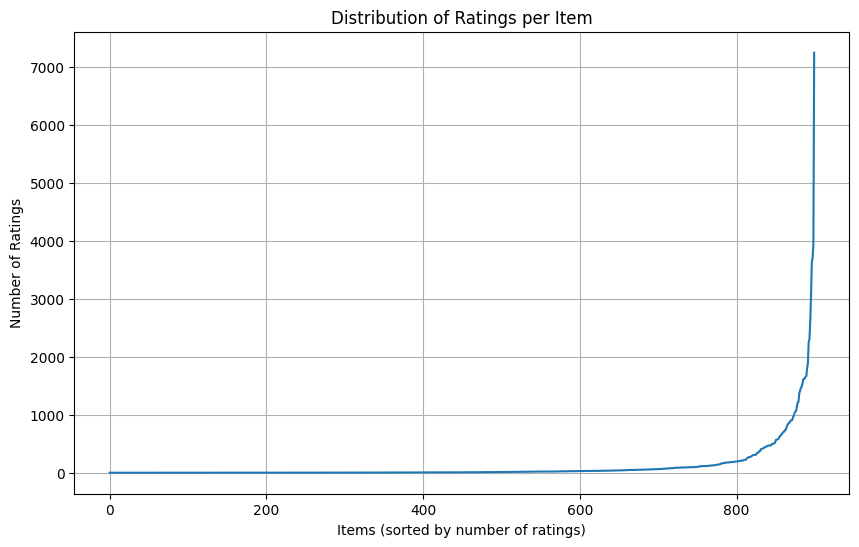 Distribution of Ratings per Item
7000
6000
5000
4000
3000
2000
1000
0
Number of Ratings
0 200 400 600 800
Items (sorted by number of ratings)